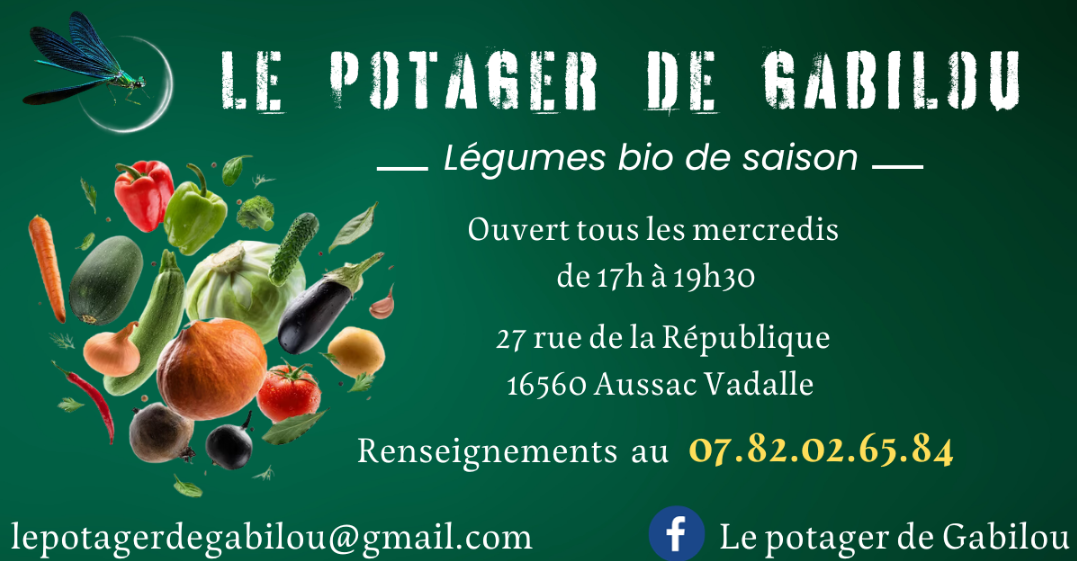 LE POTAGER DE GABILOU
Légumes bio de saison
Ouvert tous les mercredis
de 17h à 19h30
27 rue de la République
16560 Aussac Vadalle
Renseignements au 07.82.02.65.84
lepotagerdegabilou@gmail.com
Le potager de Gabilou